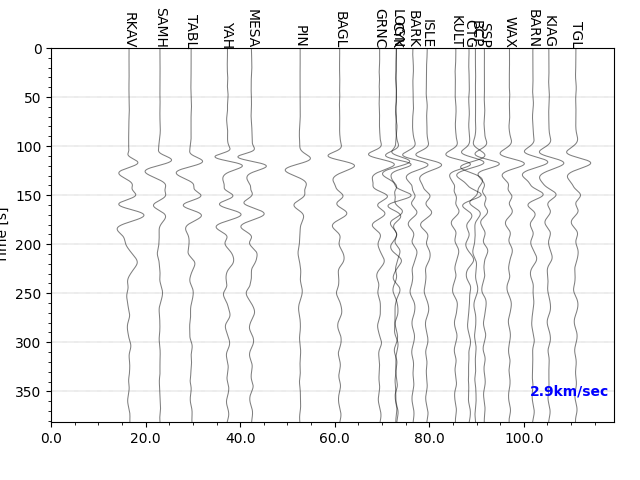 RKAV SAMH TABL YAH MESA PIN BAGL GRNC BARK ISLE KULT CTG SSP WAX BARN KIAG TGL
0
50
100
150
200
250
300
350
Time [s]
2.9km/sec
0.0 20.0 40.0 60.0 80.0 100.0